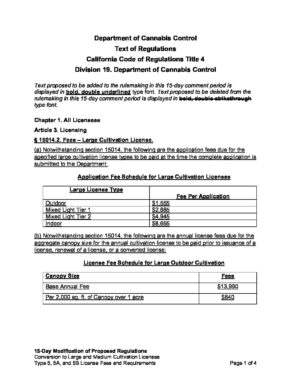 Department of Cannabis Control
Text of Regulations
California Code of Regulations Title 4
Division 19. Department of Cannabis Control
Text proposed to be added to the rulemaking in this 15-day comment period is
displayed in bold, double underlined type font. Text proposed to be deleted from the
rulemaking in this 15-day comment period is displayed in bold, double strikethrough
type font.
Chapter 1. All Licensees
Article 3. Licensing
§ 15014.2. Fees – Large Cultivation License.
(a) Notwithstanding section 15014, the following are the application fees due for the
specified large cultivation license types to be paid at the time the complete application is
submitted to the Department:
Application Fee Schedule for Large Cultivation Licenses
Large License Type
Fee Per Application
Outdoor $1,555
Mixed Light Tier 1 $2,885
Mixed Light Tier 2 $4,945
Indoor $8,655
(b) Notwithstanding section 15014, the following are the annual license fees due for the
aggregate canopy size for the annual cultivation license to be paid prior to issuance of a
license, renewal of a license, or a converted license:
License Fee Schedule for Large Outdoor Cultivation
Canopy Size Fees
Base Annual Fee $13,990
Per 2,000 sq. ft. of Canopy over 1 acre $640
15-Day Modification of Proposed Regulations
Conversion to Large and Medium Cultivation Licenses
Type 5, 5A, and 5B License Fees and Requirements Page 1 of 4